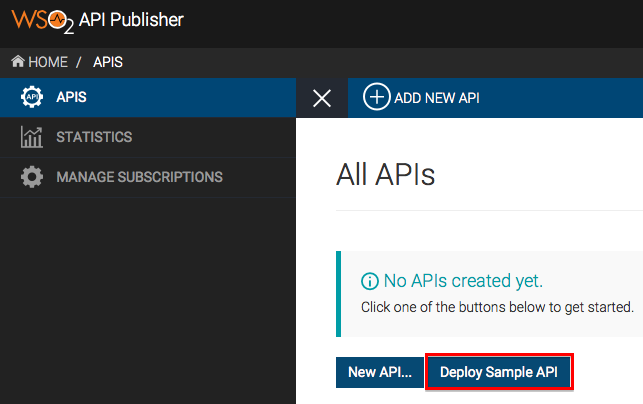 WSO2 API Publisher
HOME / APIS
APIS
ADD NEW API
STATISTICS
MANAGE SUBSCRIPTIONS
All APIs
No APIs created yet.
Click one of the buttons below to get started.
New API... Deploy Sample API